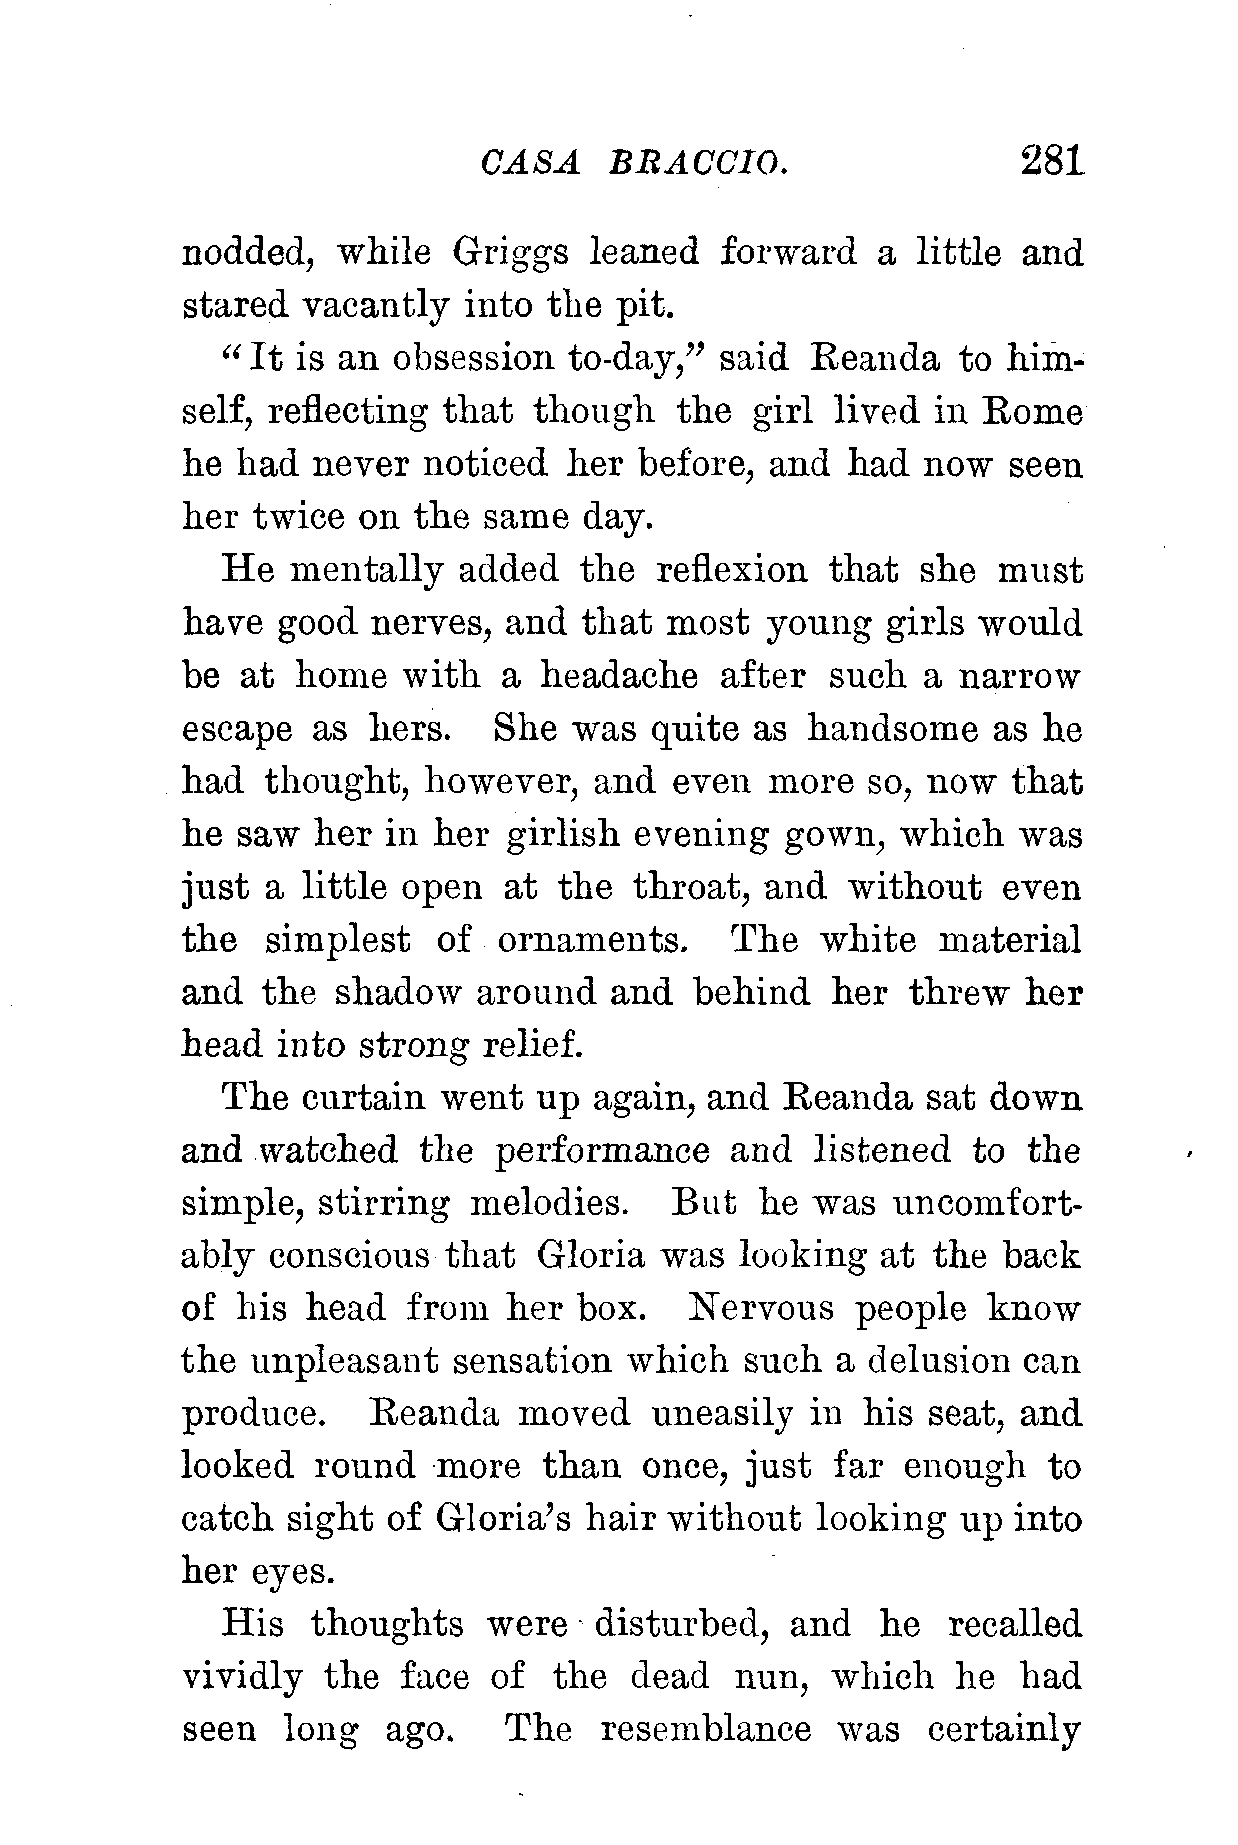 CASA BRACCIO. 281
nodded, while Griggs leaned forward a little and
stared vacantly into the pit.
“It is an obsession to-day,” said Reanda to him-
self, reflecting that though the girl lived in Rome
he had never noticed her before, and had now seen
her twice on the same day.
He mentally added the reflexion that she must
have good nerves, and that most young girls would
be at home with a headache after such a narrow
escape as hers. She was quite as handsome as he
had thought, however, and even more so, now that
he saw her in her girlish evening gown, which was
just a little open at the throat, and without even
the simplest of ornaments. The white material
and the shadow around and behind her threw her
head into strong relief.
The curtain went up again, and Reanda sat down
and watched the performance and listened to the
simple, stirring melodies. But he was uncomfort-
ably conscious that Gloria was looking at the back
of his head from her box. Nervous people know
the unpleasant sensation which such a delusion can
produce. Reanda moved uneasily in his seat, and
looked round more than once, just far enough to
catch sight of Gloria’s hair without looking up into
her eyes.
His thoughts were disturbed, and he recalled
vividly the face of the dead nun, which he had
seen long ago. The resemblance was certainly